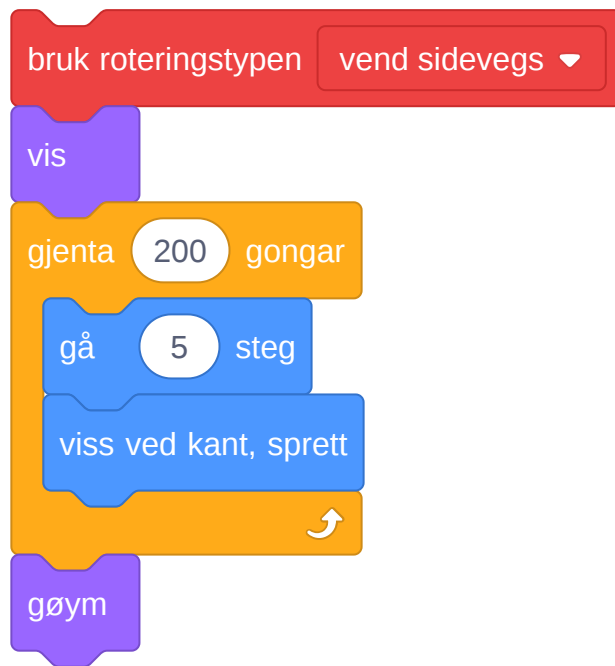 bruk roteringstypen vend sidevegs
vis
gjenta 200 gongar
gå 5 steg
viss ved kant, sprett
gøym